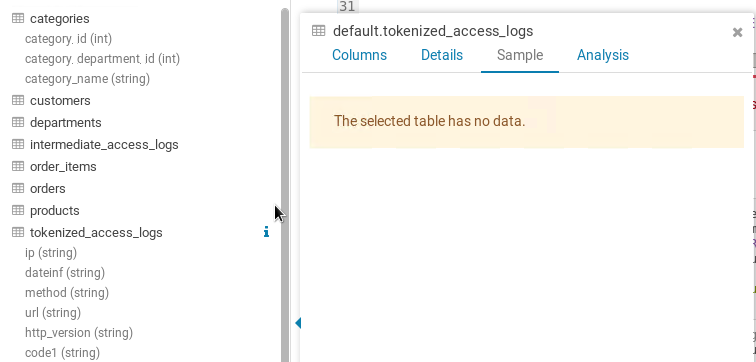 categories
category_id (int)
category_department_id (int)
category_name (string)
customers
departments
intermediate_access_logs
order_items
orders
products
tokenized_access_logs
ip (string)
dateinf (string)
method (string)
url (string)
http_version (string)
code1 (string)
31
default.tokenized_access_logs
Columns Details Sample Analysis
The selected table has no data.